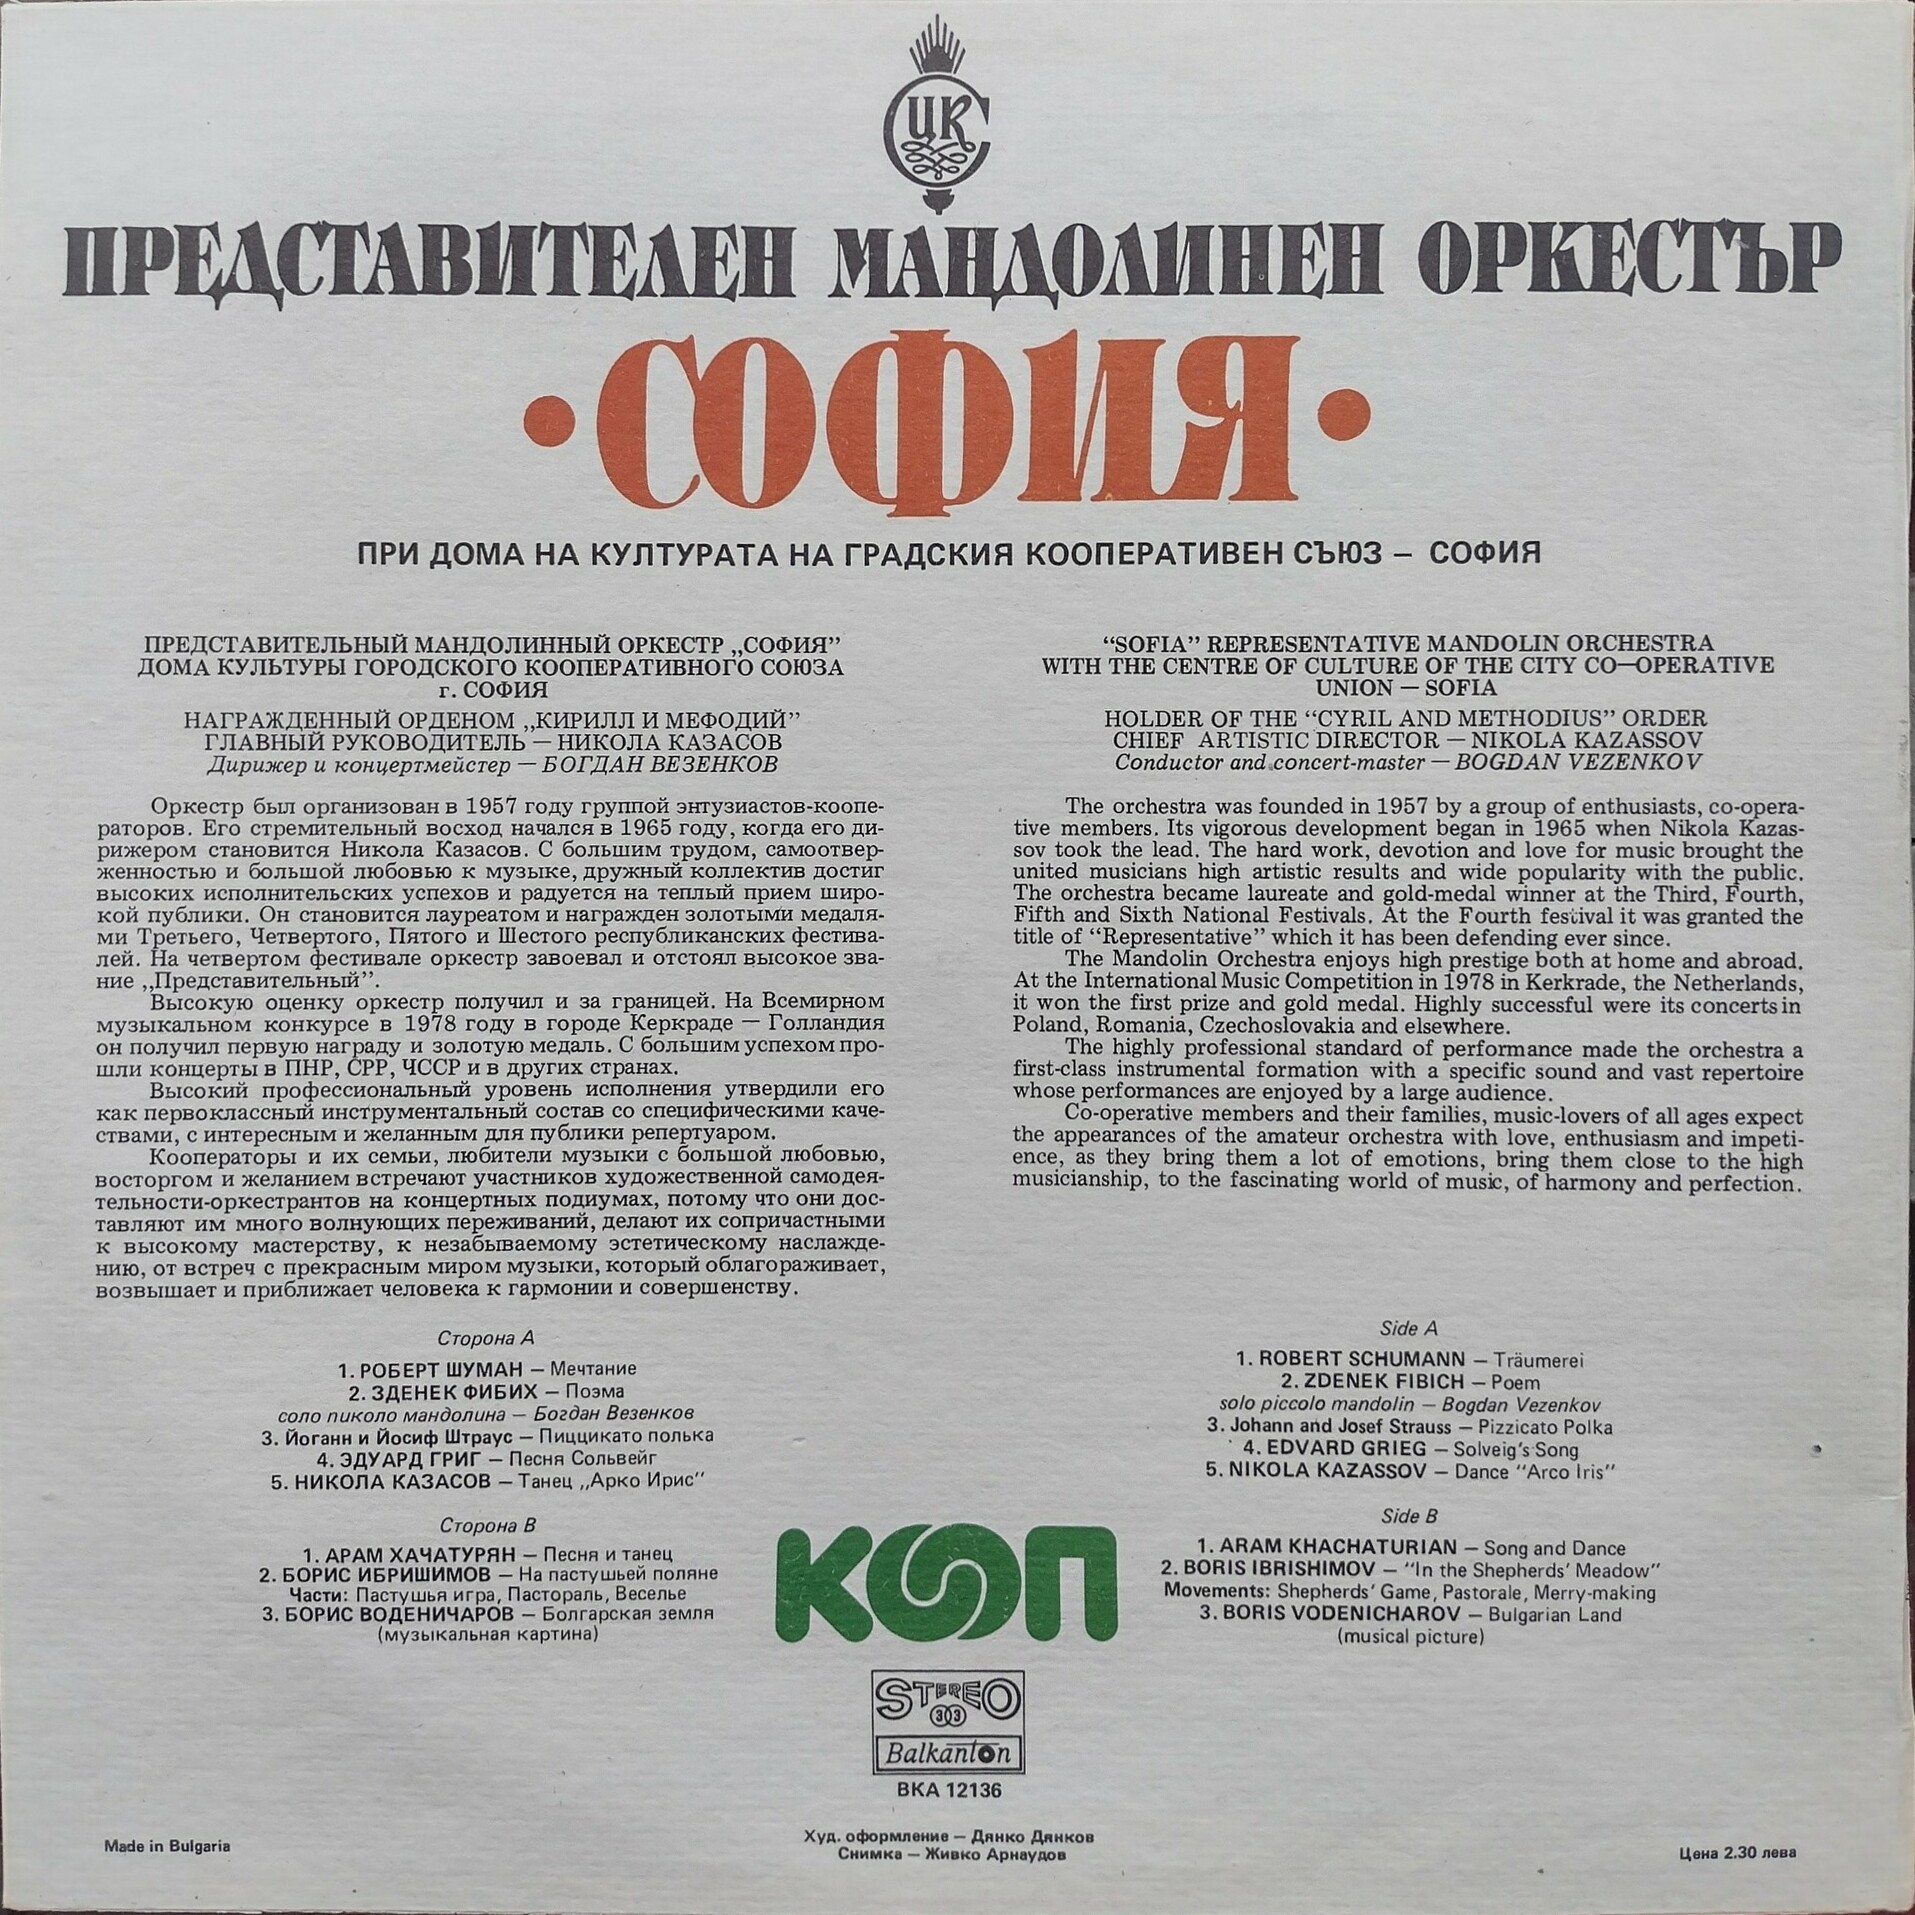 ЦКС
ПРЕДСТАВИТЕЛЕН МАНДОЛИНЕН ОРКЕСТЪР
• СОФИЯ •
ПРИ ДОМА НА КУЛТУРАТА НА ГРАДСКИЯ КООПЕРАТИВЕН СЪЮЗ – СОФИЯ
ПРЕДСТАВИТЕЛЬНЫЙ МАНДОЛИННЫЙ ОРКЕСТР „СОФИЯ”
ДОМА КУЛЬТУРЫ ГОРОДСКОГО КООПЕРАТИВНОГО СОЮЗА
г. СОФИЯ
НАГРАЖДЕННЫЙ ОРДЕНОМ „КИРИЛЛ И МЕФОДИЙ”
ГЛАВНЫЙ РУКОВОДИТЕЛЬ — НИКОЛА КАЗАСОВ
Дирижер и концертмейстер — БОГДАН ВЕЗЕНКОВ
Оркестр был организован в 1957 году группой энтузиастов-коопе-
раторов. Его стремительный восход начался в 1965 году, когда его ди-
рижером становится Никола Казасов. С большим трудом, самоотвер-
женностью и большой любовью к музыке, дружный коллектив достиг
высоких исполнительских успехов и радуется на теплый прием широ-
кой публики. Он становится лауреатом и награжден золотыми медаля-
ми Третьего, Четвертого, Пятого и Шестого республиканских фестива-
лей. На четвертом фестивале оркестр завоевал и отстоял высокое зва-
ние „Представительный”.
Высокую оценку оркестр получил и за границей. На Всемирном
музыкальном конкурсе в 1978 году в городе Керкраде — Голландия
он получил первую награду и золотую медаль. С большим успехом про-
шли концерты в ПНР, СРР, ЧССР и в других странах.
Высокий профессиональный уровень исполнения утвердили его
как первоклассный инструментальный состав со специфическими каче-
ствами, с интересным и желанным для публики репертуаром.
Кооператоры и их семьи, любители музыки с большой любовью,
восторгом и желанием встречают участников художественной самодея-
тельности-оркестрантов на концертных подиумах, потому что они дос-
тавляют им много волнующих переживаний, делают их сопричастными
к высокому мастерству, к незабываемому эстетическому наслажде-
нию, от встреч с прекрасным миром музыки, который облагораживает,
возвышает и приближает человека к гармонии и совершенству.
Сторона А
1. РОБЕРТ ШУМАН — Мечтание
2. ЗДЕНЕК ФИБИХ — Поэма
соло пиколо мандолина — Богдан Везенков
3. Йоганн и Йосиф Штраус — Пиццикато полька
4. ЭДУАРД ГРИГ — Песня Сольвейг
5. НИКОЛА КАЗАСОВ — Танец „Арко Ирис”
Сторона В
1. АРАМ ХАЧАТУРЯН — Песня и танец
2. БОРИС ИБРИШИМОВ — На пастушьей поляне
Части: Пастушья игра, Пастораль, Веселье
3. БОРИС ВОДЕНИЧАРОВ — Болгарская земля
(музыкальная картина)
“SOFIA” REPRESENTATIVE MANDOLIN ORCHESTRA
WITH THE CENTRE OF CULTURE OF THE CITY CO—OPERATIVE
UNION — SOFIA
HOLDER OF THE “CYRIL AND METHODIUS” ORDER
CHIEF ARTISTIC DIRECTOR — NIKOLA KAZASSOV
Conductor and concert-master — BOGDAN VEZENKOV
The orchestra was founded in 1957 by a group of enthusiasts, co-opera-
tive members. Its vigorous development began in 1965 when Nikola Kazas-
sov took the lead. The hard work, devotion and love for music brought the
united musicians high artistic results and wide popularity with the public.
The orchestra became laureate and gold-medal winner at the Third, Fourth,
Fifth and Sixth National Festivals. At the Fourth festival it was granted the
title of “Representative” which it has been defending ever since.
The Mandolin Orchestra enjoys high prestige both at home and abroad.
At the International Music Competition in 1978 in Kerkrade, the Netherlands,
it won the first prize and gold medal. Highly successful were its concerts in
Poland, Romania, Czechoslovakia and elsewhere.
The highly professional standard of performance made the orchestra a
first-class instrumental formation with a specific sound and vast repertoire
whose performances are enjoyed by a large audience.
Co-operative members and their families, music-lovers of all ages expect
the appearances of the amateur orchestra with love, enthusiasm and impeti-
ence, as they bring them a lot of emotions, bring them close to the high
musicianship, to the fascinating world of music, of harmony and perfection.
Side A
1. ROBERT SCHUMANN — Träumerei
2. ZDENEK FIBICH — Poem
solo piccolo mandolin — Bogdan Vezenkov
3. Johann and Josef Strauss — Pizzicato Polka
4. EDVARD GRIEG — Solveig’s Song
5. NIKOLA KAZASSOV — Dance “Arco Iris”
Side B
1. ARAM KHACHATURIAN — Song and Dance
2. BORIS IBRISHIMOV — “In the Shepherds’ Meadow”
Movements: Shepherds’ Game, Pastorale, Merry-making
3. BORIS VODENICHAROV — Bulgarian Land
(musical picture)
КООП
STEREO
33
Balkanton
ВКА 12136
Made in Bulgaria
Худ. оформление — Дянко Дянков
Снимка — Живко Арнаудов
Цена 2.30 лева